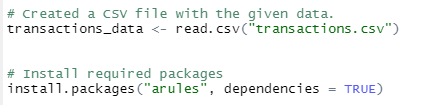 # Created a CSV file with the given data.
transactions_data <- read.csv("transactions.csv")
# Install required packages
install.packages("arules", dependencies = TRUE)